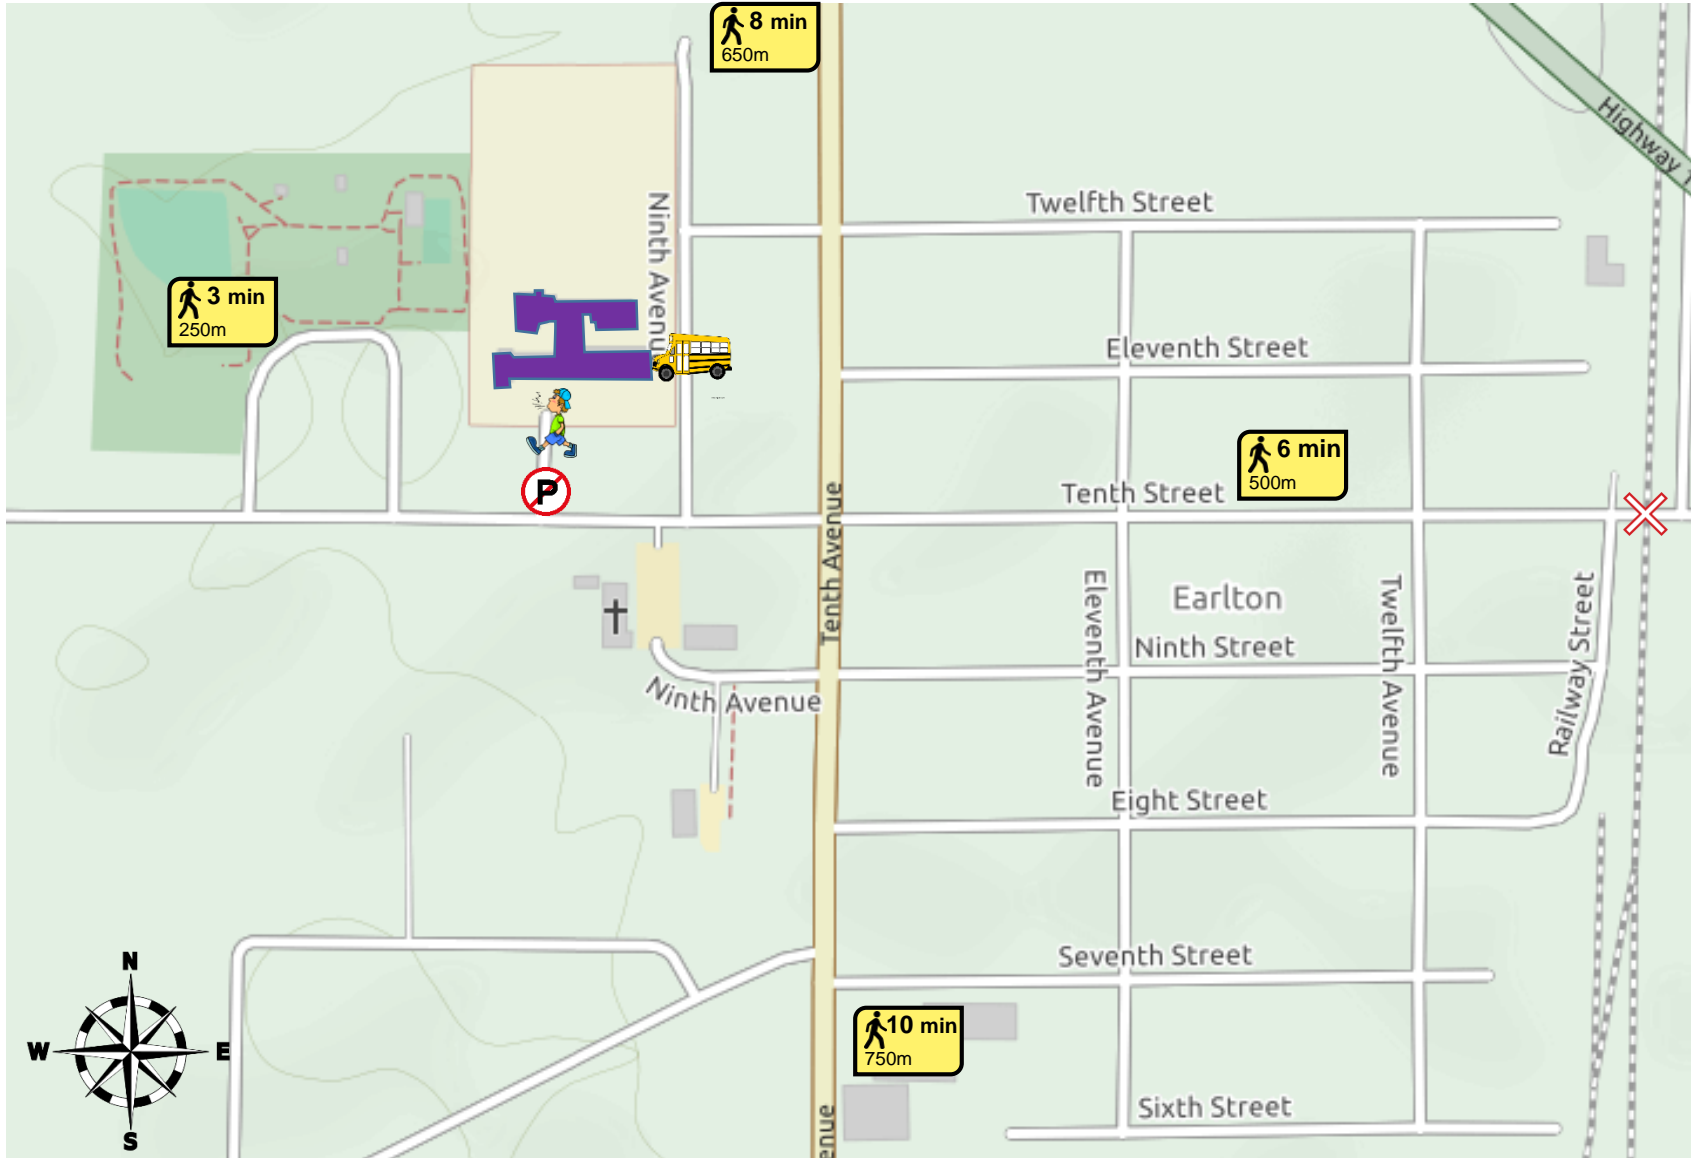 8 min
650m
Highway 1
Twelfth Street
Ninth Avenue
3 min
250m
Eleventh Street
6 min
500m
Tenth Street
P
Tenth Avenue
Eleventh Avenue
Earlton
Twelfth Avenue
Railway Street
Ninth Street
Ninth Avenue
Eight Street
Seventh Street
N
W
E
S
10 min
750m
Sixth Street
enue